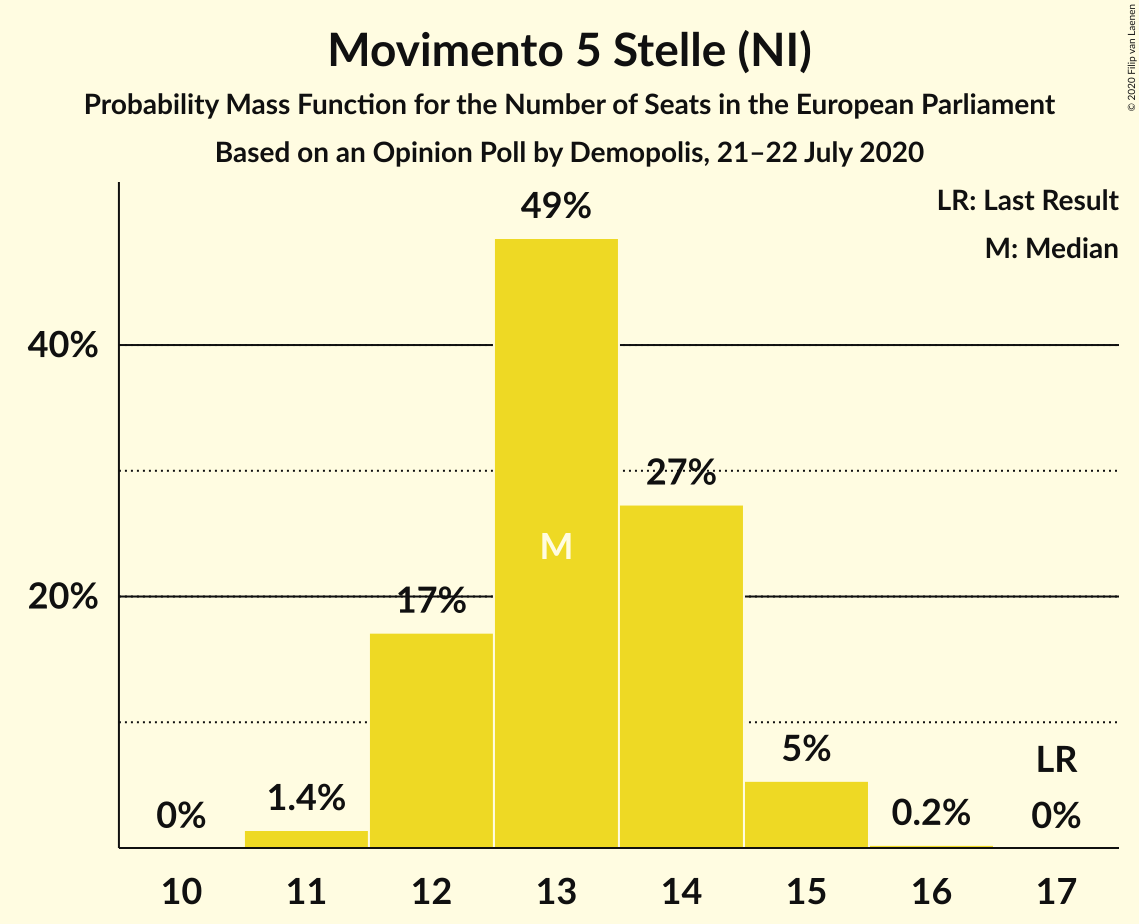 Movimento 5 Stelle (NI)
Probability Mass Function for the Number of Seats in the European Parliament
Based on an Opinion Poll by Demopolis, 21–22 July 2020
© 2020 Filip van Laenen
LR: Last Result
M: Median
49%
40%
27%
M
20%
17%
5%
LR
1.4%
0%
0.2%
0%
10 11 12 13 14 15 16 17